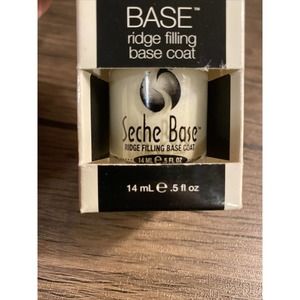 BASE™
ridge filling
base coat
Seche Base™
RIDGE FILLING BASE COAT
14 ML ℮ .5 FL OZ
14 mL ℮ .5 fl oz